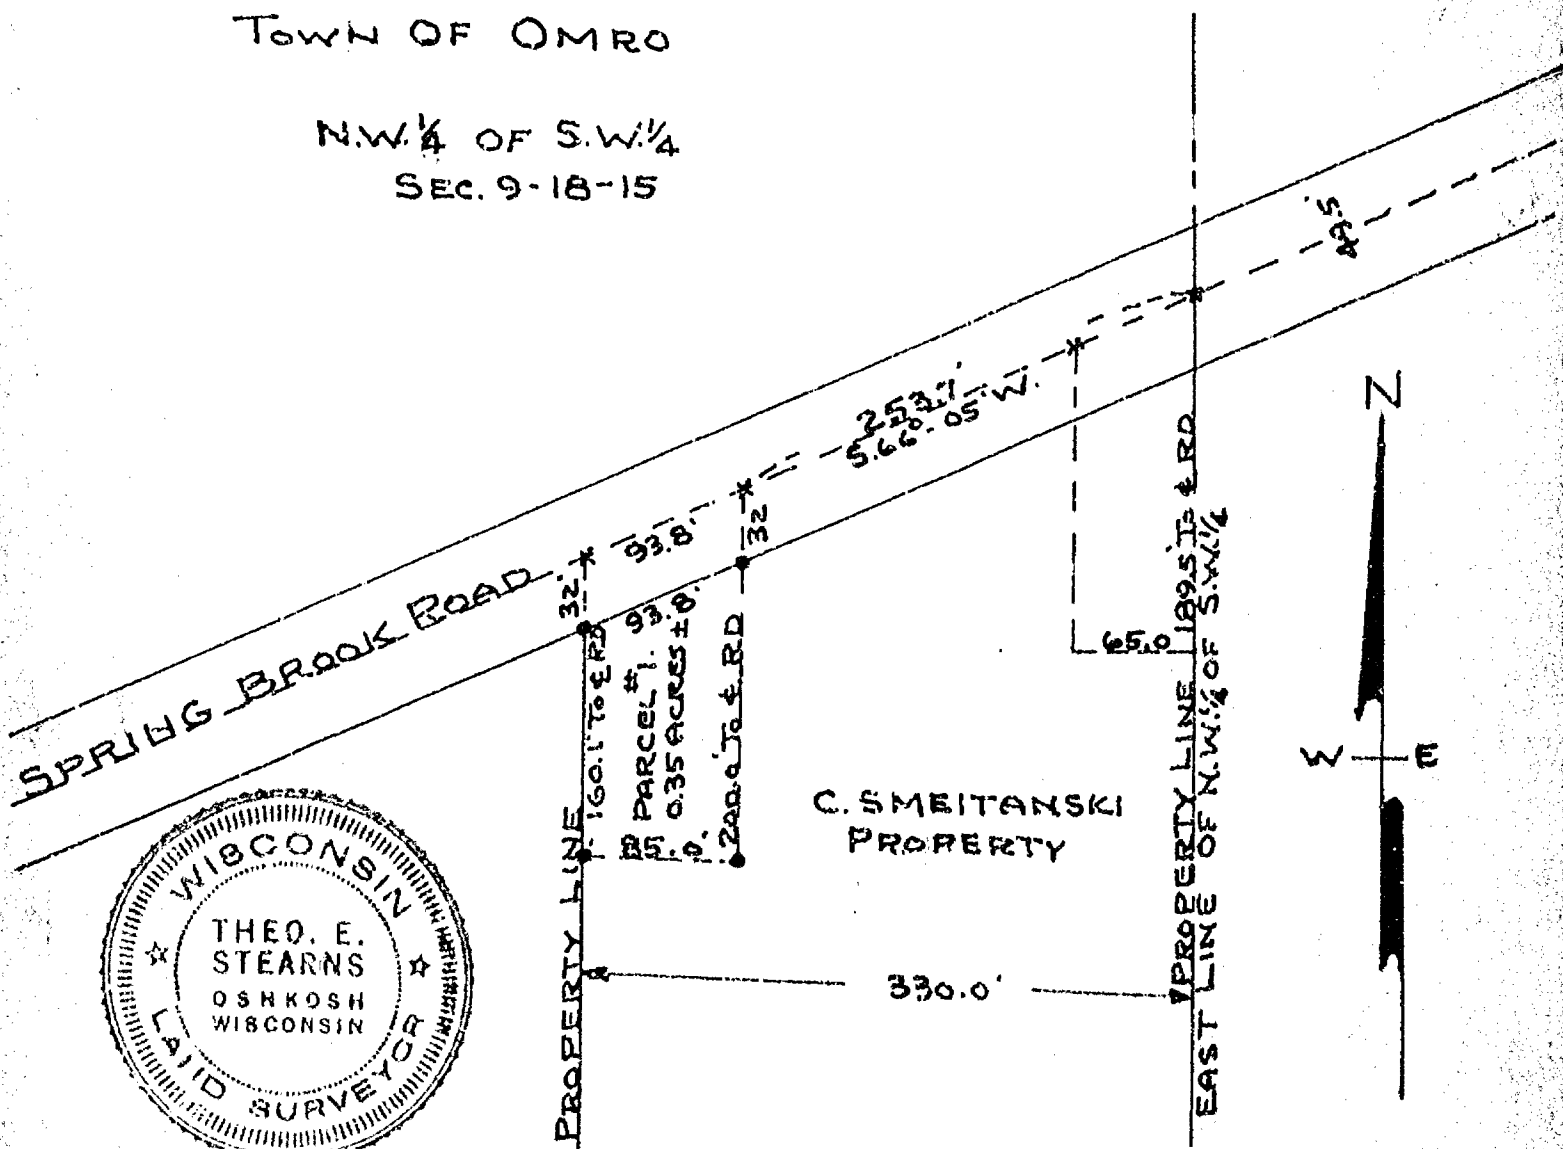 TOWN OF OMRO
N.W.¼ OF S.W.¼
SEC. 9-18-15
49.5'
253.7'
S.66°-05' W.
93.8'
32'
32'
SPRING BROOK ROAD
93.8'
PARCEL #1.
0.35 ACRES ±
160.1' TO ℄ RD
200.0' TO ℄ RD
85.0'
65.0
PROPERTY LINE 189.5' TO ℄ RD
EAST LINE OF N.W.¼ OF S.W.¼
N
W E
C. SMEITANSKI
PROPERTY
PROPERTY LINE
330.0'
WISCONSIN
THEO. E.
STEARNS
OSHKOSH
WISCONSIN
LAND SURVEYOR